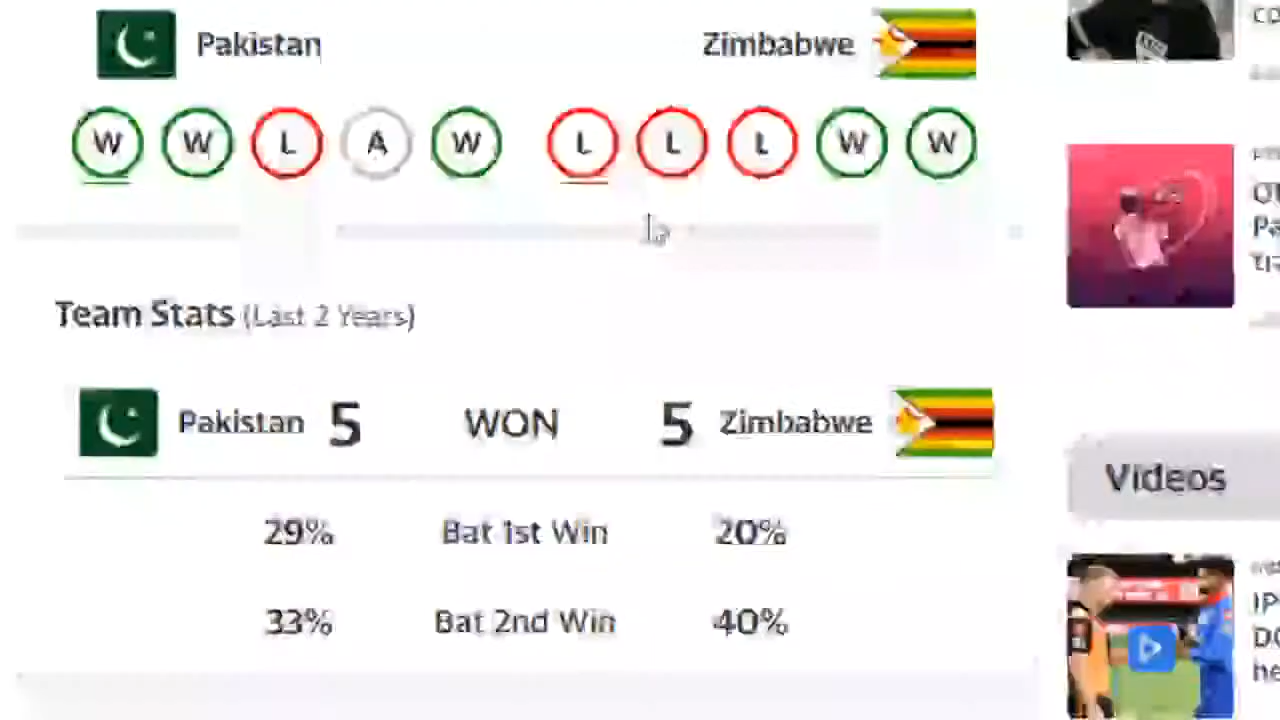 Pakistan Zimbabwe
W W L A W L L L W W
Team Stats (Last 2 Years)
Pakistan 5 WON 5 Zimbabwe
29% Bat 1st Win 20%
33% Bat 2nd Win 40%
Videos